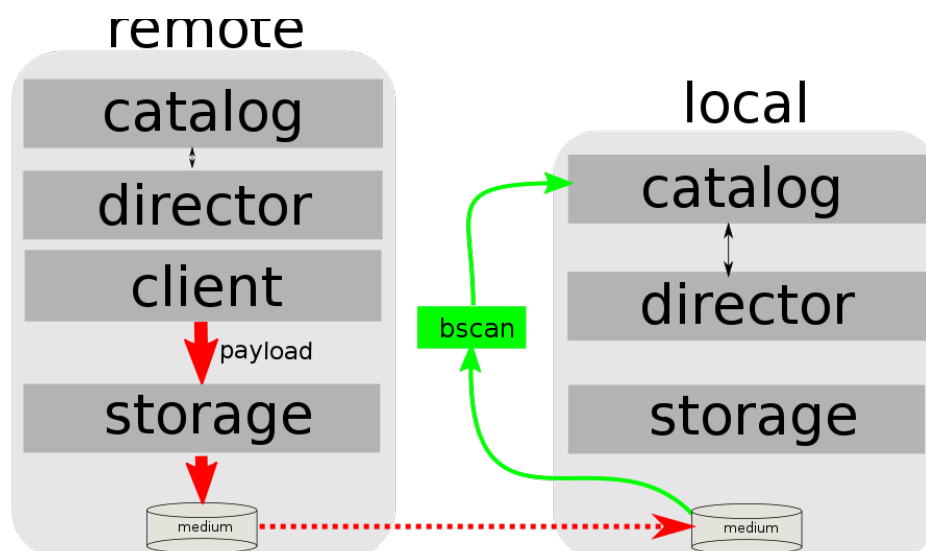 remote
catalog
director
client
payload
storage
medium
bscan
local
catalog
director
storage
medium